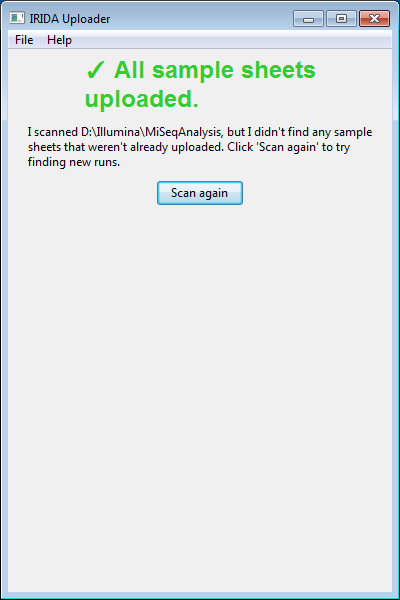 IRIDA Uploader
File Help
✓ All sample sheets
uploaded.
I scanned D:\Illumina\MiSeqAnalysis, but I didn't find any sample
sheets that weren't already uploaded. Click 'Scan again' to try
finding new runs.
Scan again